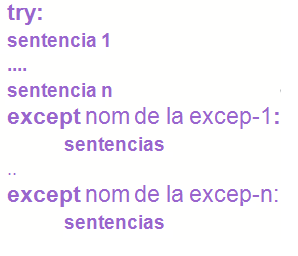 try:
sentencia 1
....
sentencia n
except nom de la excep-1:
sentencias
..
except nom de la excep-n:
sentencias